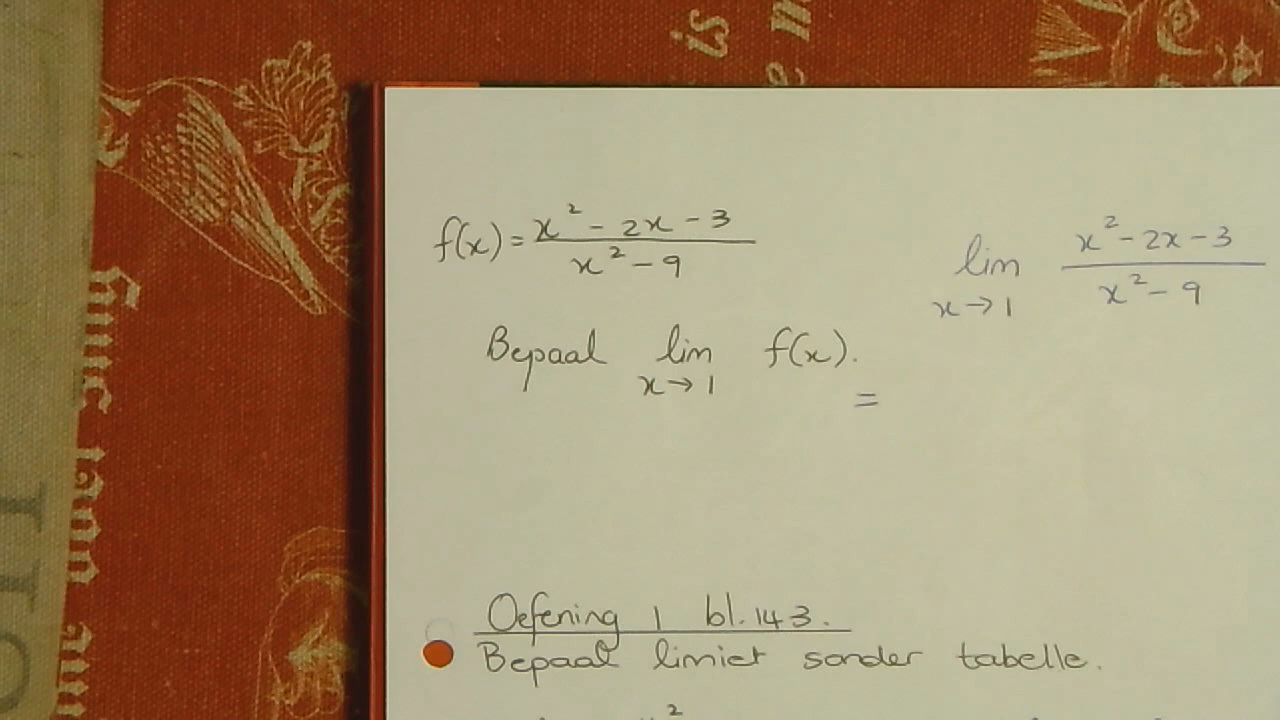 f(x) = x² - 2x - 3 / x² - 9
Bepaal lim x→1 f(x).
=
lim x→1 x² - 2x - 3 / x² - 9
Oefening 1 bl. 143.
Bepaal limiet sonder tabelle.
is